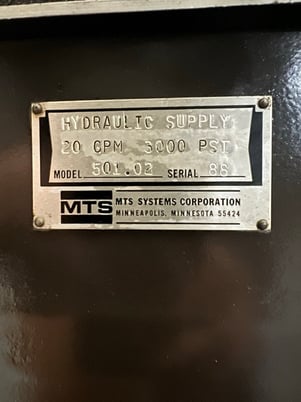 HYDRAULIC SUPPLY
20 GPM 3000 PSI
MODEL 501.02 SERIAL 88
MTS MTS SYSTEMS CORPORATION
MINNEAPOLIS, MINNESOTA 55424